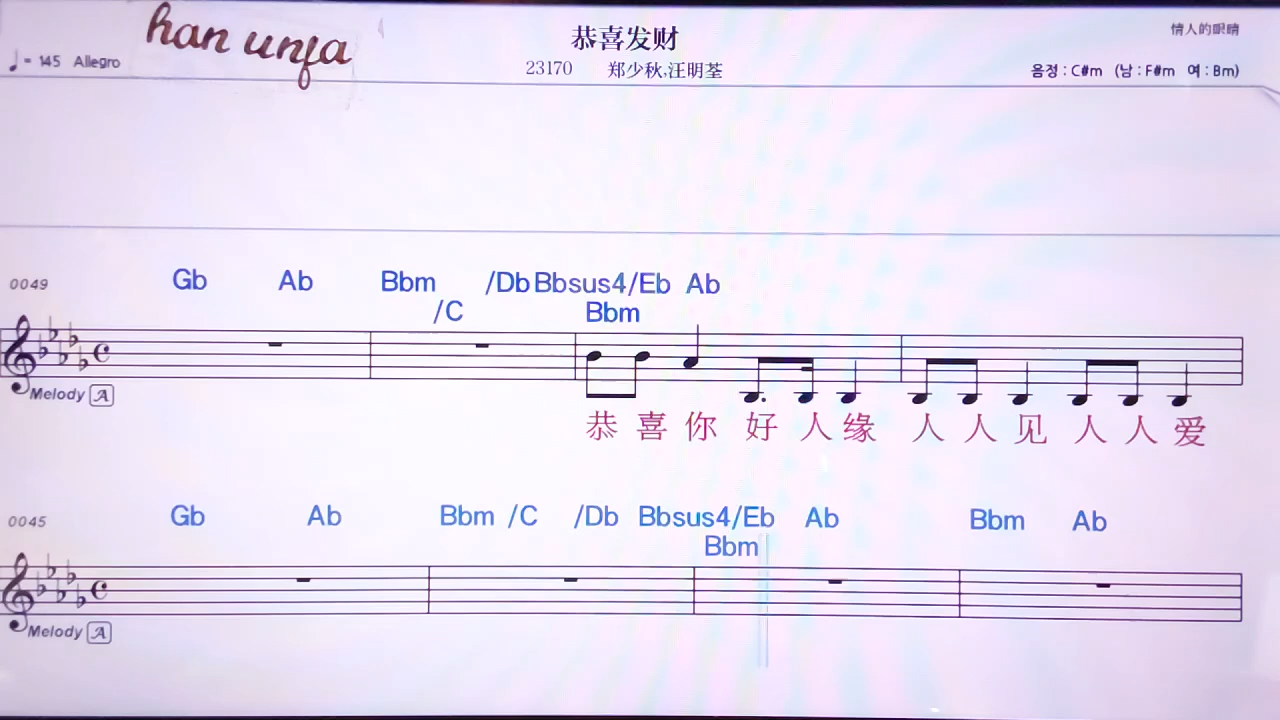 han unfa
恭喜发财
情人的眼睛
♩= 145 Allegro
23170 郑少秋,汪明荃
음정 : C#m (남 : F#m 여 : Bm)
0049 Gb Ab Bbm /Db Bbsus4/Eb Ab
/C Bbm
Melody A
恭 喜 你 好 人 缘 人 人 见 人 人 爱
0045 Gb Ab Bbm /C /Db Bbsus4/Eb Ab Bbm Ab
Bbm
Melody A